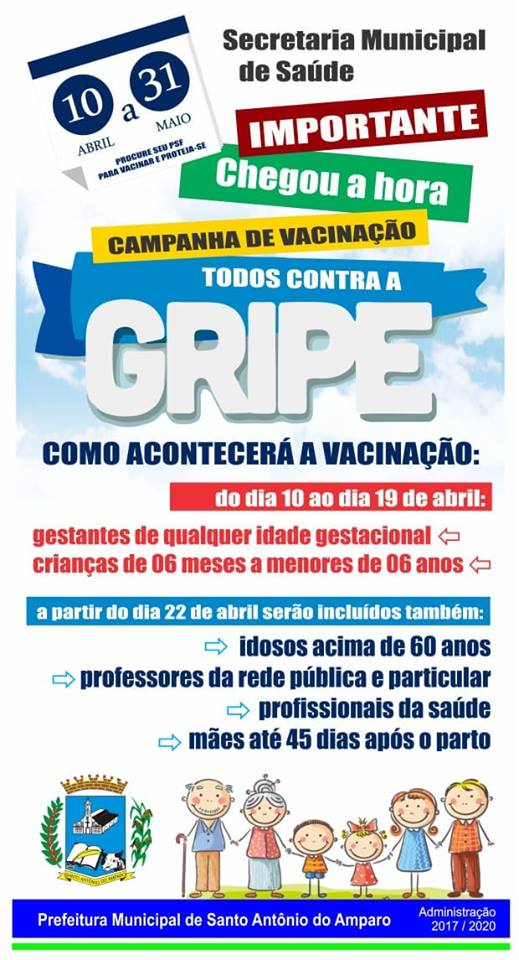 10 a 31
ABRIL MAIO
PROCURE SEU PSF
PARA VACINAR E PROTEJA-SE
Secretaria Municipal
de Saúde
IMPORTANTE
Chegou a hora
CAMPANHA DE VACINAÇÃO
TODOS CONTRA A
GRIPE
COMO ACONTECERÁ A VACINAÇÃO:
do dia 10 ao dia 19 de abril:
gestantes de qualquer idade gestacional
crianças de 06 meses a menores de 06 anos
a partir do dia 22 de abril serão incluídos também:
idosos acima de 60 anos
professores da rede pública e particular
profissionais da saúde
mães até 45 dias após o parto
Prefeitura Municipal de Santo Antônio do Amparo
Administração
2017 / 2020